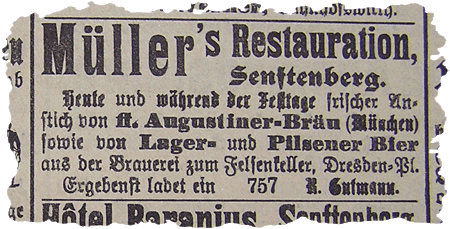 Müller's Restauration,
Senftenberg.
Heute und während der Festtage frischer An-
stich von ff. Augustiner-Bräu (München)
sowie von Lager- und Pilsener Bier
aus der Brauerei zum Felsenkeller, Dresden-Pl.
Ergebenst ladet ein 757 R. Gutmann.
Hôtel Senftenberg